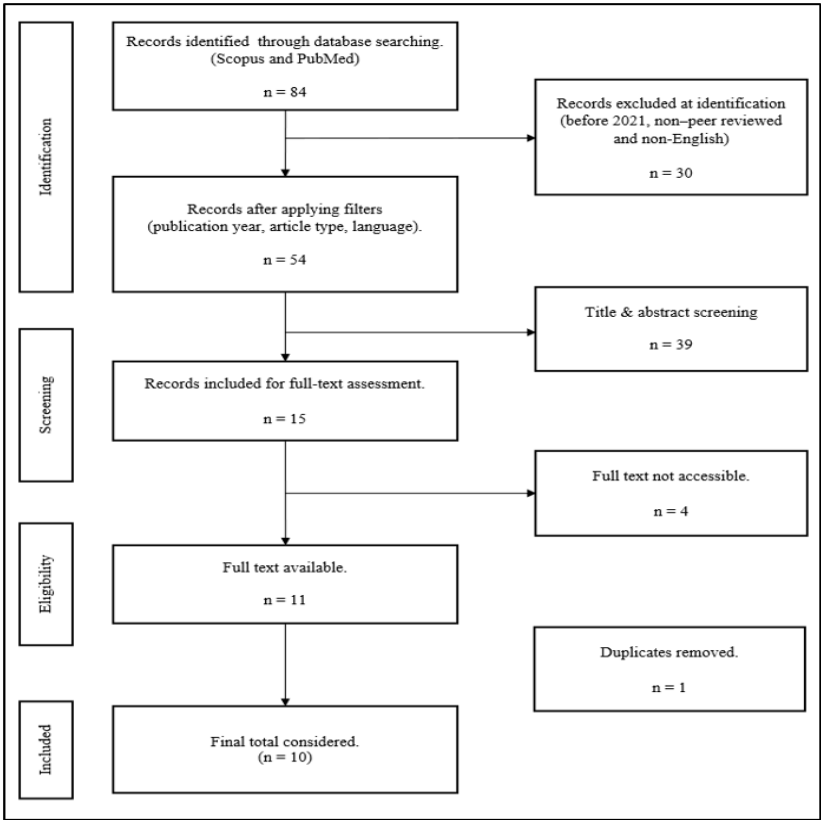 Identification
Records identified through database searching.
(Scopus and PubMed)
n = 84
Records excluded at identification
(before 2021, non–peer reviewed
and non-English)
n = 30
Records after applying filters
(publication year, article type, language).
n = 54
Title & abstract screening
n = 39
Screening
Records included for full-text assessment.
n = 15
Full text not accessible.
n = 4
Eligibility
Full text available.
n = 11
Duplicates removed.
n = 1
Included
Final total considered.
(n = 10)